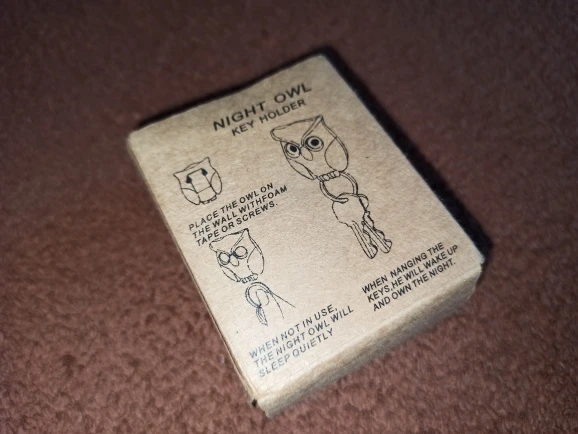 NIGHT OWL
KEY HOLDER
PLACE THE OWL ON
THE WALL WITHFOAM
TAPE OR SCREWS.
WHEN NOT IN USE,
THE NIGHT OWL WILL
SLEEP QUIETLY
WHEN NANGING THE
KEYS,HE WILL WAKE UP
AND OWN THE NIGHT.